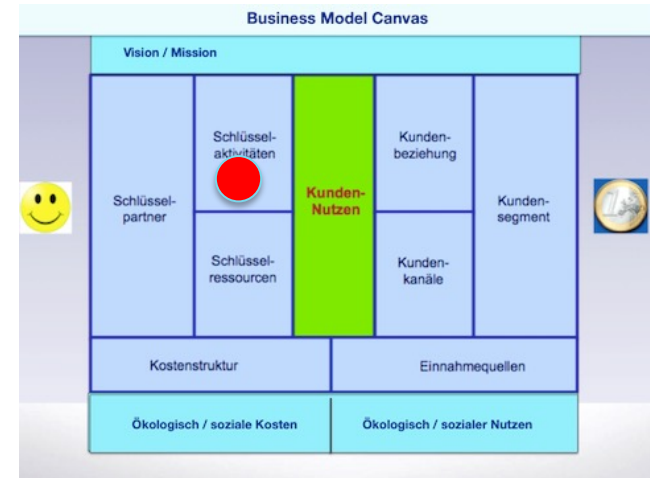 Business Model Canvas
Vision / Mission
Schlüssel-
partner
Schlüssel-
aktivitäten
Schlüssel-
ressourcen
Kunden-
Nutzen
Kunden-
beziehung
Kunden-
kanäle
Kunden-
segment
Kostenstruktur
Einnahmequellen
Ökologisch / soziale Kosten
Ökologisch / sozialer Nutzen
1